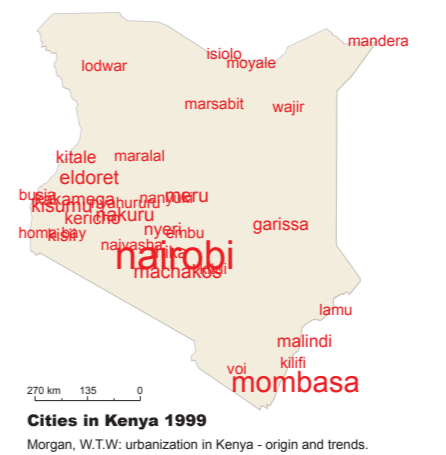 mandera
isiolo
moyale
lodwar
marsabit
wajir
kitale
maralal
eldoret
busia
kakamega
nyahururu
nanyuki
meru
kisumu
nakuru
kericho
garissa
homa bay
kisii
nyeri
embu
naivasha
thika
nairobi
machakos
lamu
malindi
kilifi
voi
mombasa
270 km 135 0
Cities in Kenya 1999
Morgan, W.T.W: urbanization in Kenya - origin and trends.